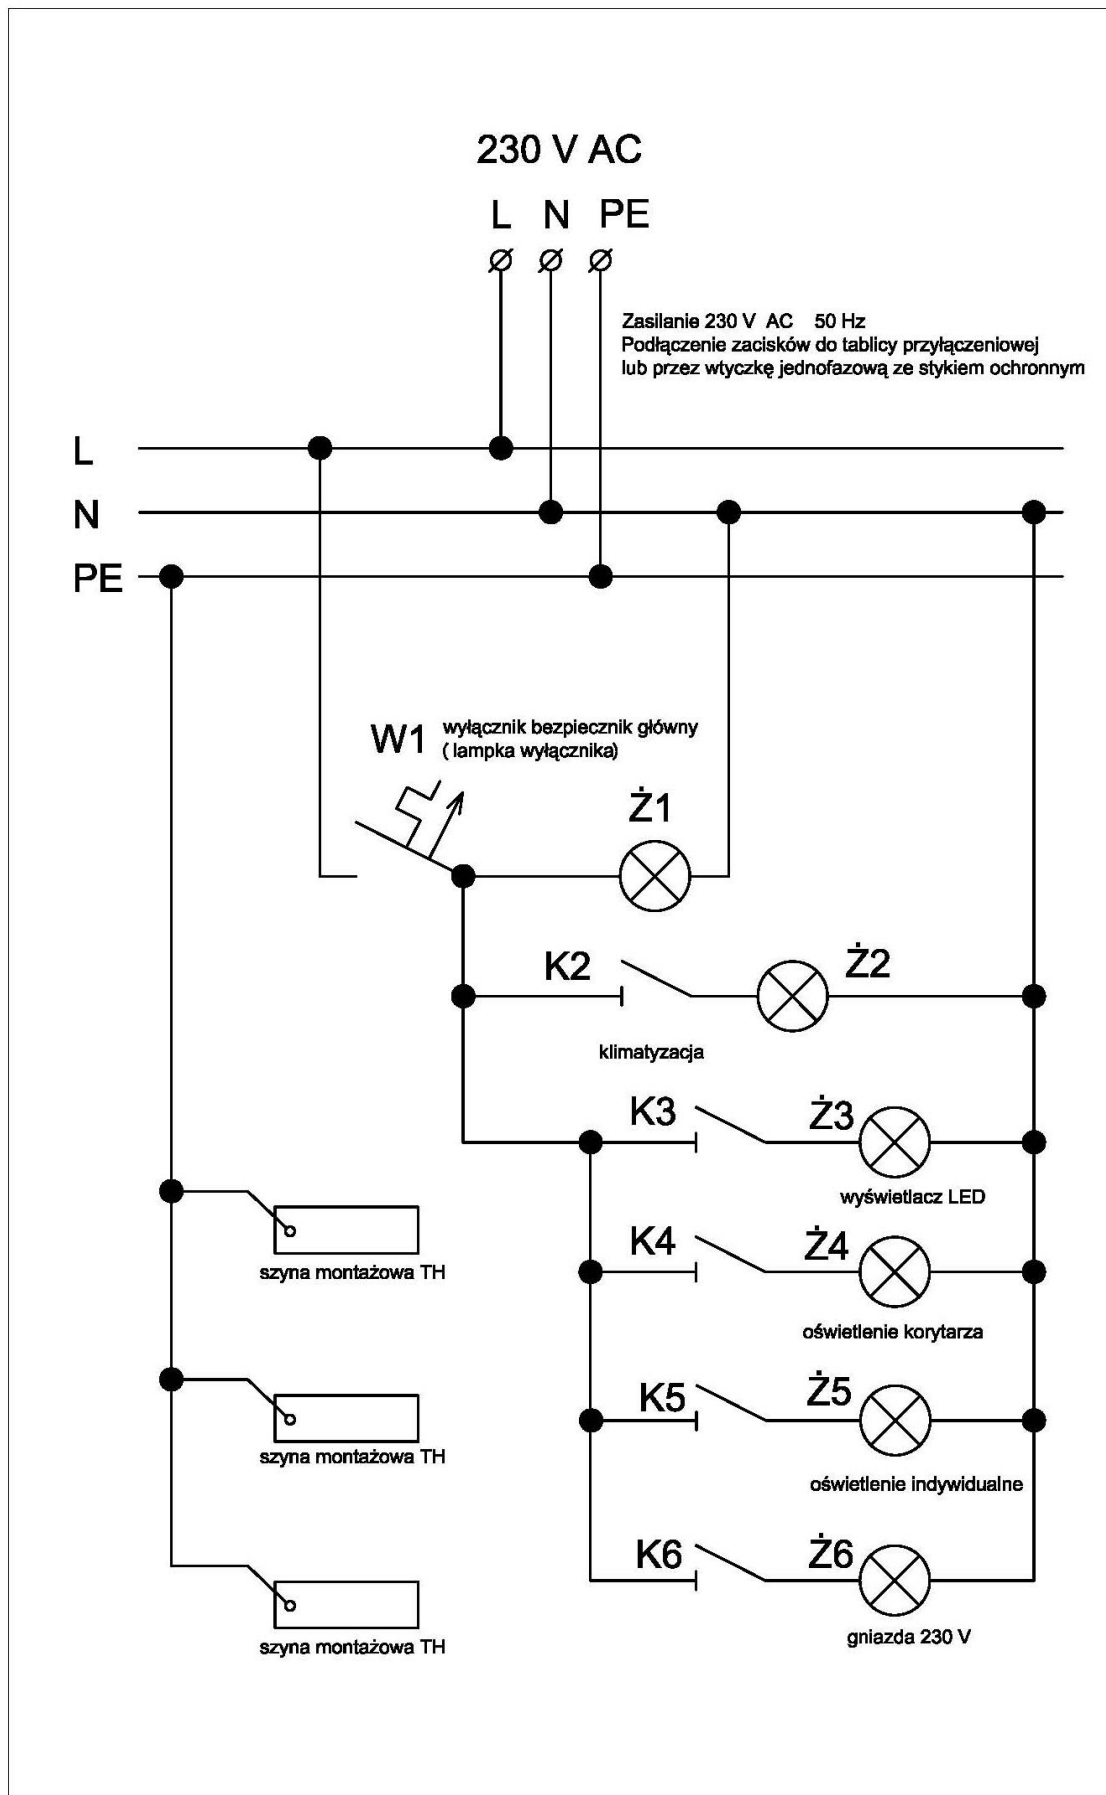 230 V AC
L N PE
Zasilanie 230 V AC 50 Hz
Podłączenie zacisków do tablicy przyłączeniowej
lub przez wtyczkę jednofazową ze stykiem ochronnym
L
N
PE
W1 wyłącznik bezpiecznik główny
( lampka wyłącznika)
Ż1
K2 Ż2
klimatyzacja
K3 Ż3
wyświetlacz LED
K4 Ż4
szyna montażowa TH
oświetlenie korytarza
K5 Ż5
szyna montażowa TH
oświetlenie indywidualne
K6 Ż6
gniazda 230 V
szyna montażowa TH